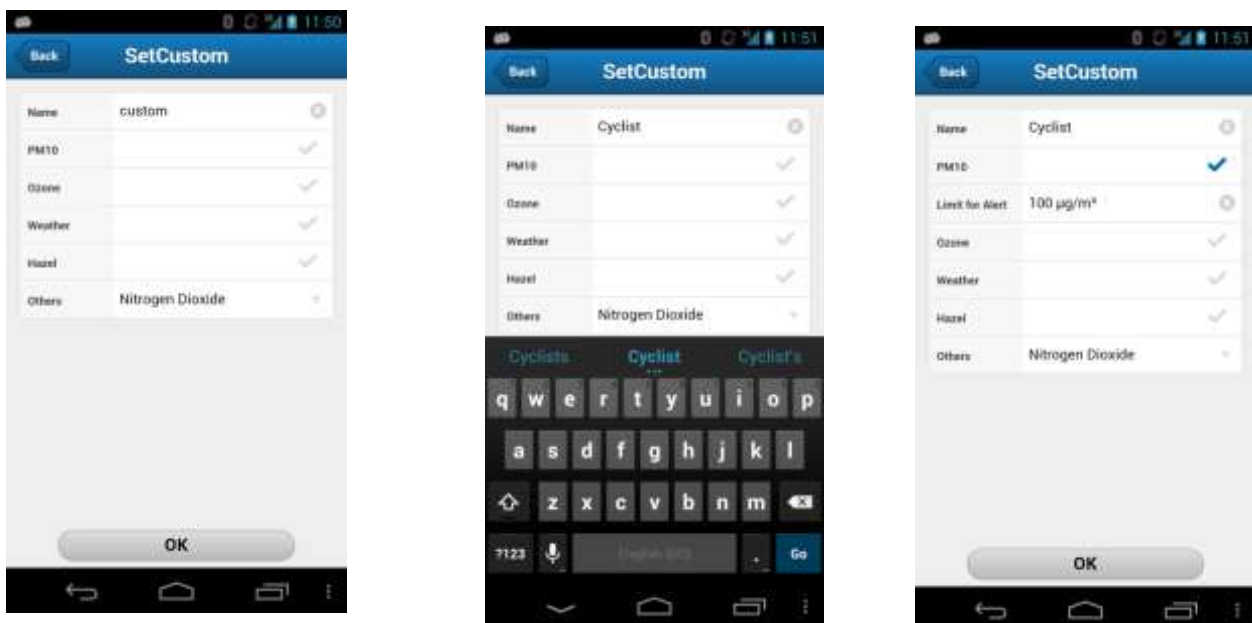 11:50
Back SetCustom
Name custom
PM10
Ozone
Weather
Hazel
Others Nitrogen Dioxide
OK
11:51
Back SetCustom
Name Cyclist
PM10
Ozone
Weather
Hazel
Others Nitrogen Dioxide
Cyclists Cyclist Cyclist's
q w e r t y u i o p
a s d f g h j k l
z x c v b n m
?123 English . Go
11:51
Back SetCustom
Name Cyclist
PM10
Limit for Alert 100 µg/m³
Ozone
Weather
Hazel
Others Nitrogen Dioxide
OK